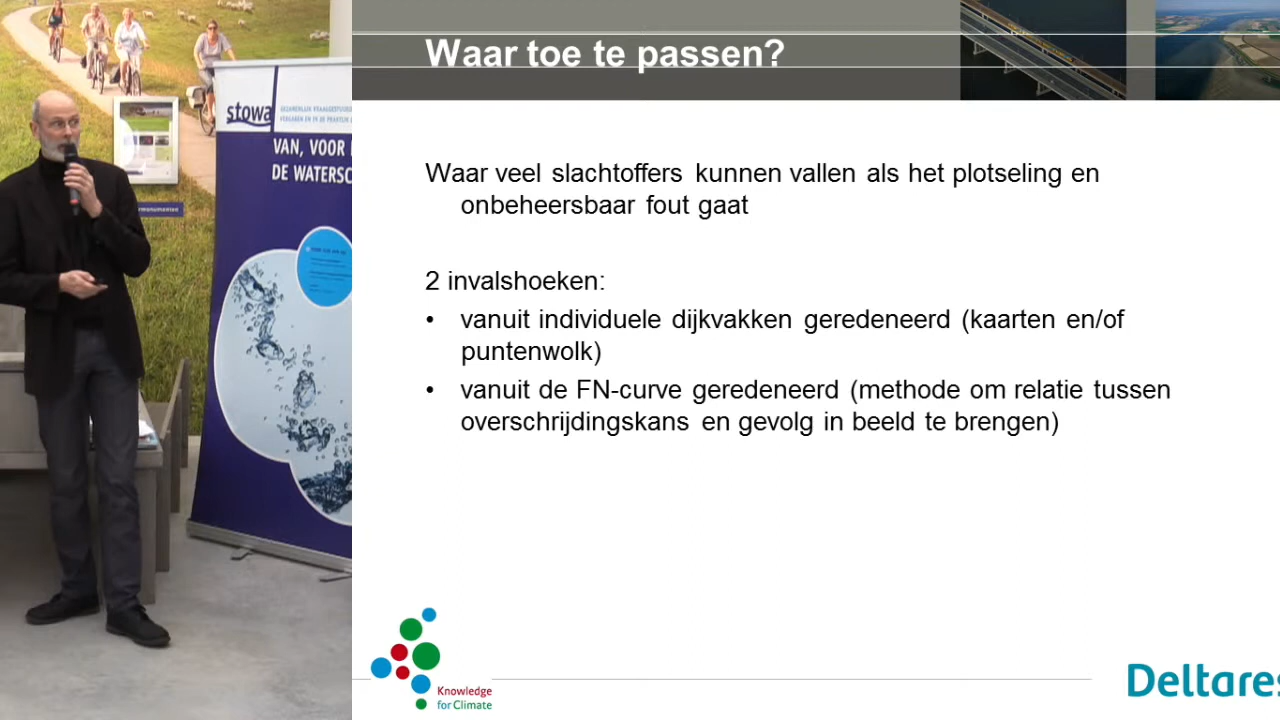 Waar toe te passen?
Waar veel slachtoffers kunnen vallen als het plotseling en
onbeheersbaar fout gaat
2 invalshoeken:
• vanuit individuele dijkvakken geredeneerd (kaarten en/of
puntenwolk)
• vanuit de FN-curve geredeneerd (methode om relatie tussen
overschrijdingskans en gevolg in beeld te brengen)
Knowledge
for Climate
Deltares
stowa
VAN, VOOR
DE WATERSC